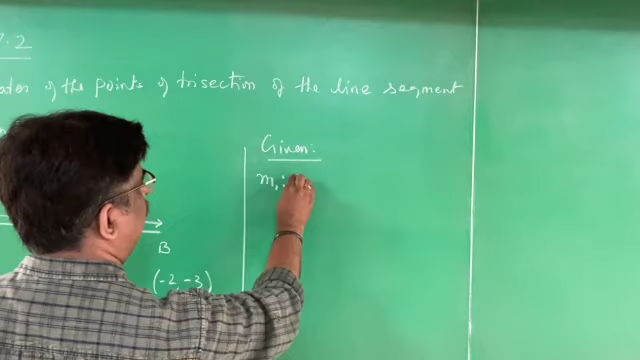 7.2
of the points of trisection of the line segment
Given:
m₁:
B
(-2, -3)